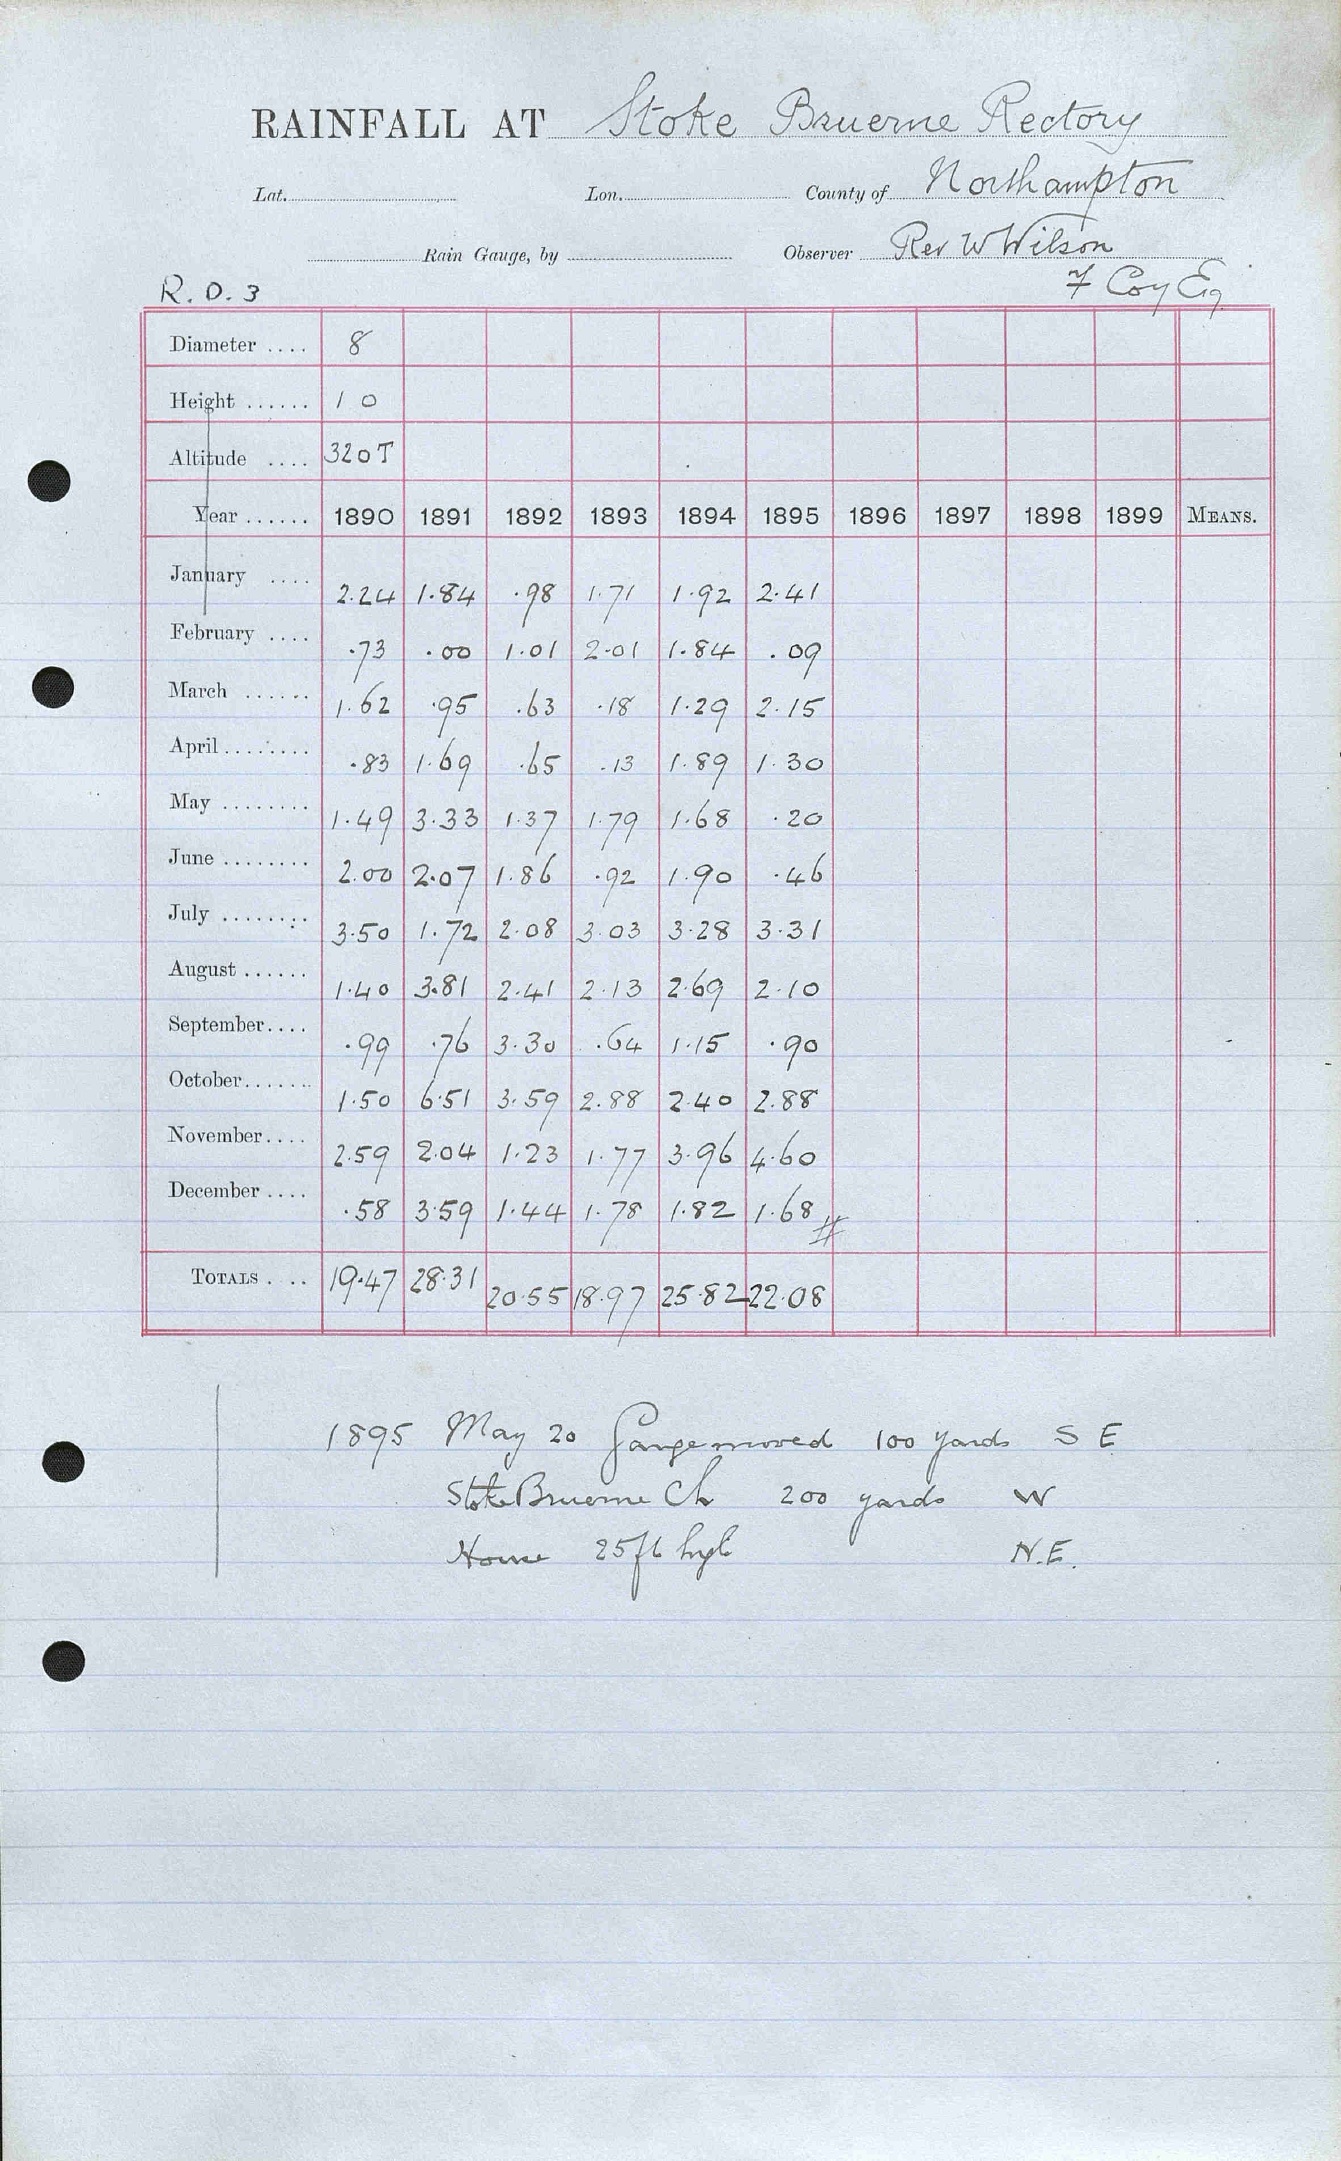 RAINFALL AT Stoke Bruerne Rectory
Lat. Lon. County of Northampton
Rain Gauge, by Observer Rev W Wilson
R. D. 3 F Coy Eq
Diameter .... 8
Height ...... 1 0
Altitude .... 320T
Year ...... 1890 1891 1892 1893 1894 1895 1896 1897 1898 1899 MEANS.
January .... 2.24 1.84 .98 1.71 1.92 2.41
February .... .73 .00 1.01 2.01 1.84 .09
March ...... 1.62 .95 .63 .18 1.29 2.15
April ........ .83 1.69 .65 .13 1.89 1.30
May ........ 1.49 3.33 1.37 1.79 1.68 .20
June ........ 2.00 2.07 1.86 .92 1.90 .46
July ........ 3.50 1.72 2.08 3.03 3.28 3.31
August ...... 1.40 3.81 2.41 2.13 2.69 2.10
September.... .99 .76 3.30 .64 1.15 .90
October....... 1.50 6.51 3.59 2.88 2.40 2.88
November.... 2.59 2.04 1.23 1.77 3.96 4.60
December .... .58 3.59 1.44 1.78 1.82 1.68 #
TOTALS . .. 19.47 28.31 20.55 18.97 25.82 22.08
1895 May 20 Gauge moved 100 yards S E
Stoke Bruerne Ch 200 yards W
House 25ft high N.E.